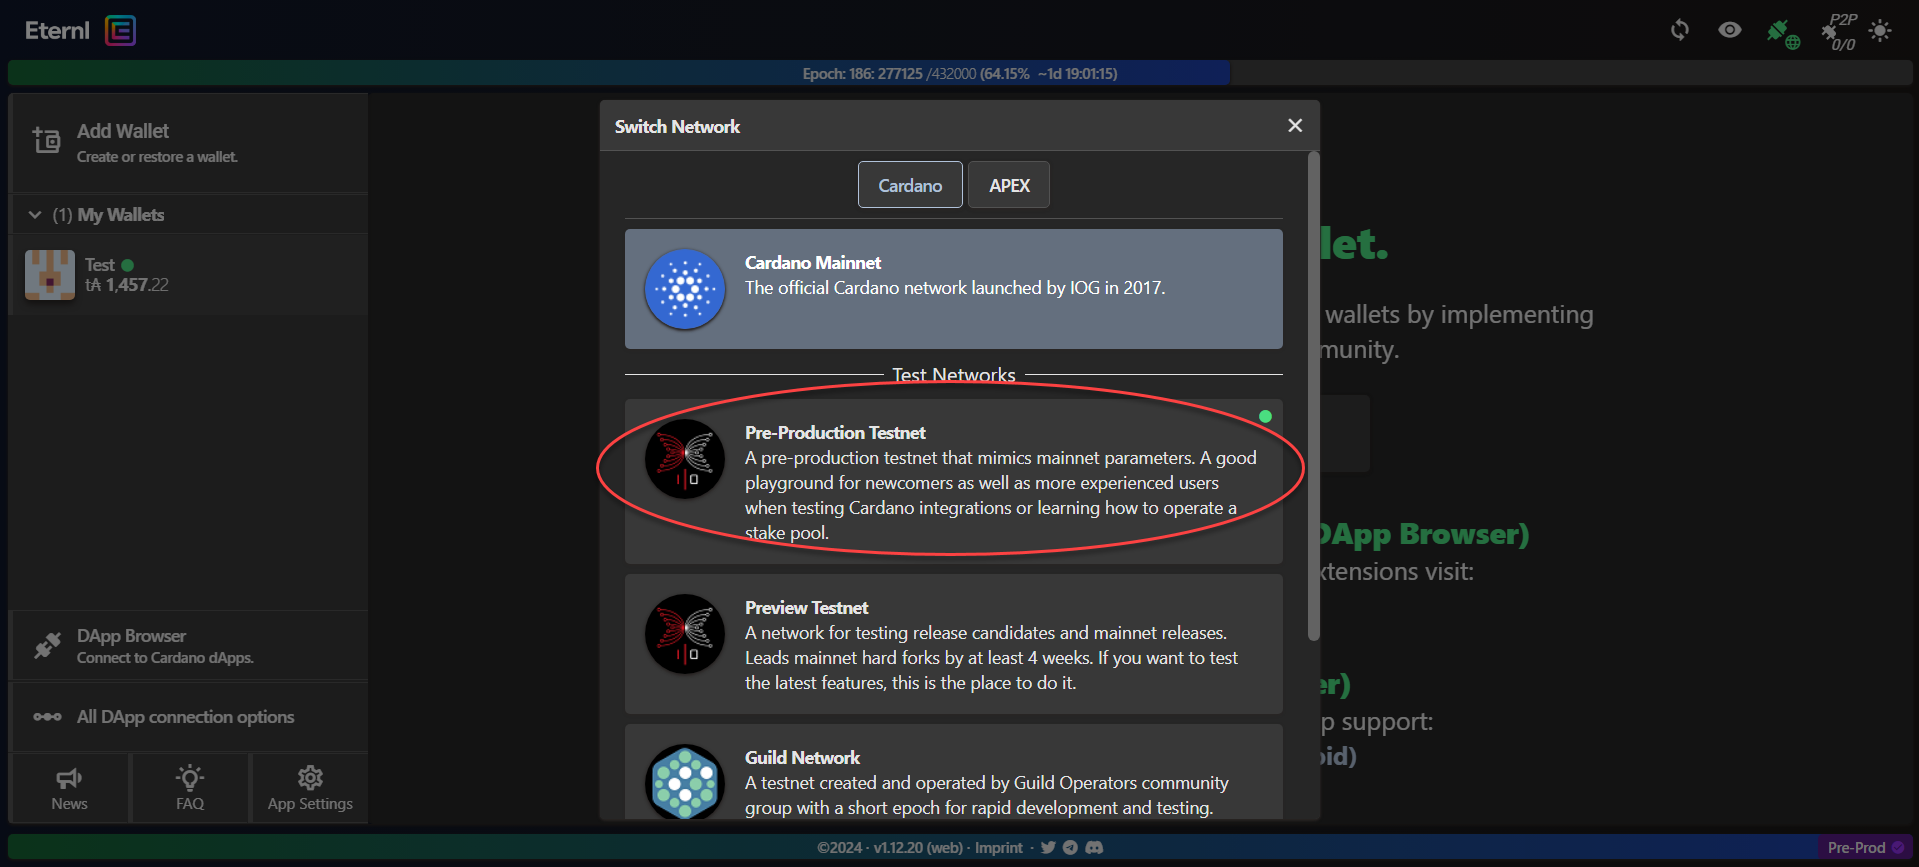 Eternl
P2P
0/0
Epoch: 186: 277125 /432000 (64.15% ~1d 19:01:15)
Add Wallet
Create or restore a wallet.
(1) My Wallets
Test
t₳ 1,457.22
DApp Browser
Connect to Cardano dApps.
All DApp connection options
News
FAQ
App Settings
Switch Network
Cardano
APEX
Cardano Mainnet
The official Cardano network launched by IOG in 2017.
Test Networks
Pre-Production Testnet
A pre-production testnet that mimics mainnet parameters. A good
playground for newcomers as well as more experienced users
when testing Cardano integrations or learning how to operate a
stake pool.
Preview Testnet
A network for testing release candidates and mainnet releases.
Leads mainnet hard forks by at least 4 weeks. If you want to test
the latest features, this is the place to do it.
Guild Network
A testnet created and operated by Guild Operators community
group with a short epoch for rapid development and testing.
let.
wallets by implementing
munity.
DApp Browser)
xtensions visit:
er)
p support:
oid)
©2024 · v1.12.20 (web) · Imprint ·
Pre-Prod